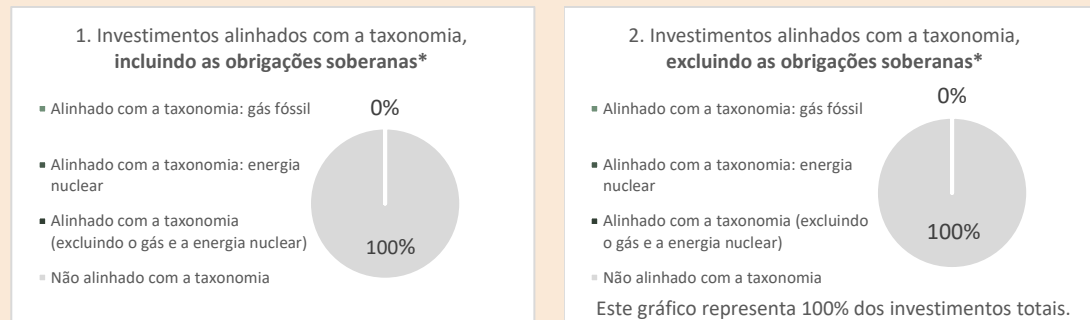 1. Investimentos alinhados com a taxonomia,
incluindo as obrigações soberanas*
Alinhado com a taxonomia: gás fóssil
Alinhado com a taxonomia: energia
nuclear
Alinhado com a taxonomia
(excluindo o gás e a energia nuclear)
Não alinhado com a taxonomia
0%
100%
2. Investimentos alinhados com a taxonomia,
excluindo as obrigações soberanas*
Alinhado com a taxonomia: gás fóssil
Alinhado com a taxonomia: energia
nuclear
Alinhado com a taxonomia (excluindo
o gás e a energia nuclear)
Não alinhado com a taxonomia
0%
100%
Este gráfico representa 100% dos investimentos totais.